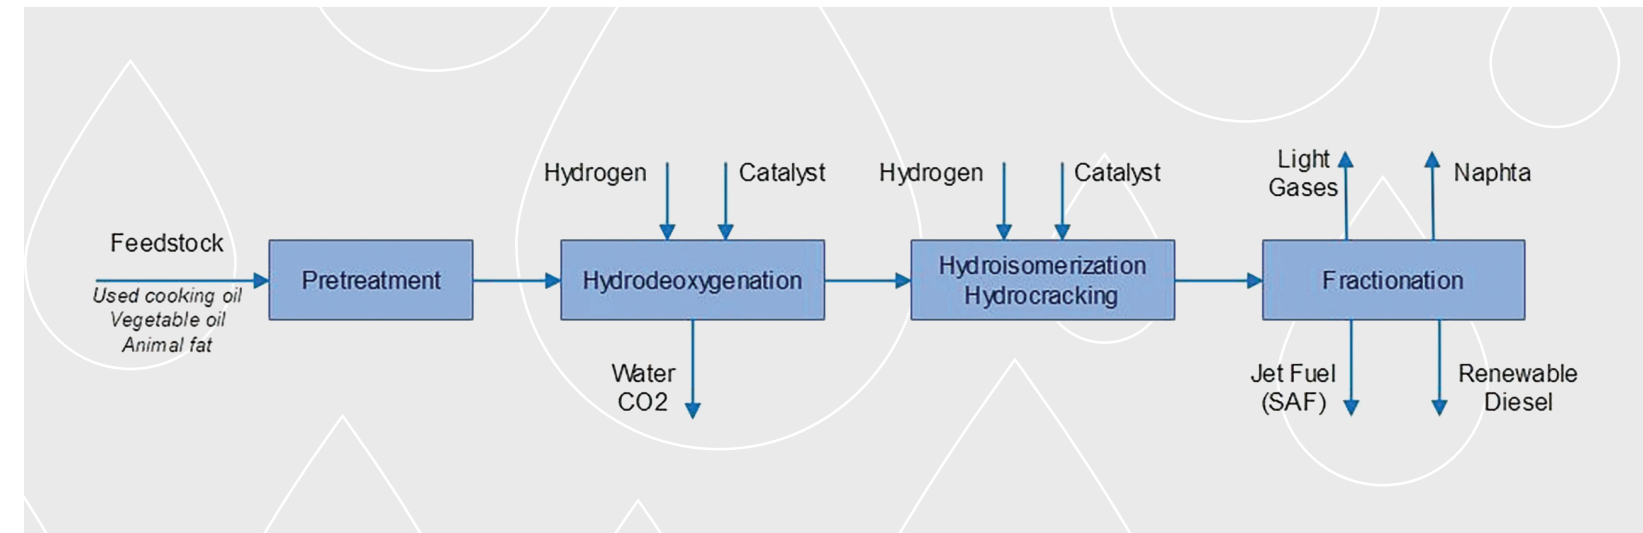 Feedstock
Used cooking oil
Vegetable oil
Animal fat
Pretreatment
Hydrogen
Catalyst
Hydrodeoxygenation
Water
CO2
Hydrogen
Catalyst
Hydroisomerization
Hydrocracking
Light
Gases
Naphta
Fractionation
Jet Fuel
(SAF)
Renewable
Diesel